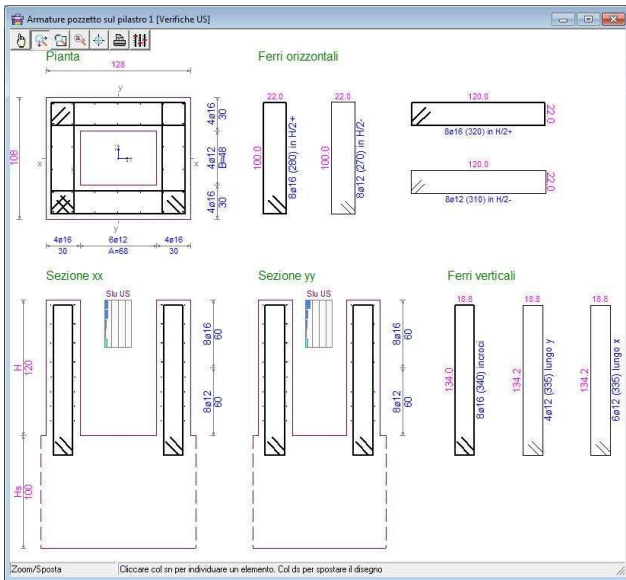 Armature pozzetto sul pilastro 1 [Verifiche US]
Pianta
Ferri orizzontali
128
y
108
x
x
y
4ø16
30
4ø12
B=48
4ø16
30
4ø16
6ø12
4ø16
30
A=68
30
22.0
100.0
8ø16 (280) in H/2+
22.0
100.0
8ø12 (270) in H/2-
120.0
22.0
8ø16 (320) in H/2+
120.0
22.0
8ø12 (310) in H/2-
Sezione xx
Sezione yy
Ferri verticali
Slu US
H
120
Hs
100
8ø16
60
8ø12
60
Slu US
8ø16
60
8ø12
60
18.8
134.0
8ø16 (340) incroci
18.8
134.2
4ø12 (335) lungo y
18.8
134.2
6ø12 (335) lungo x
Zoom/Sposta
Cliccare col sn per individuare un elemento. Col ds per spostare il disegno